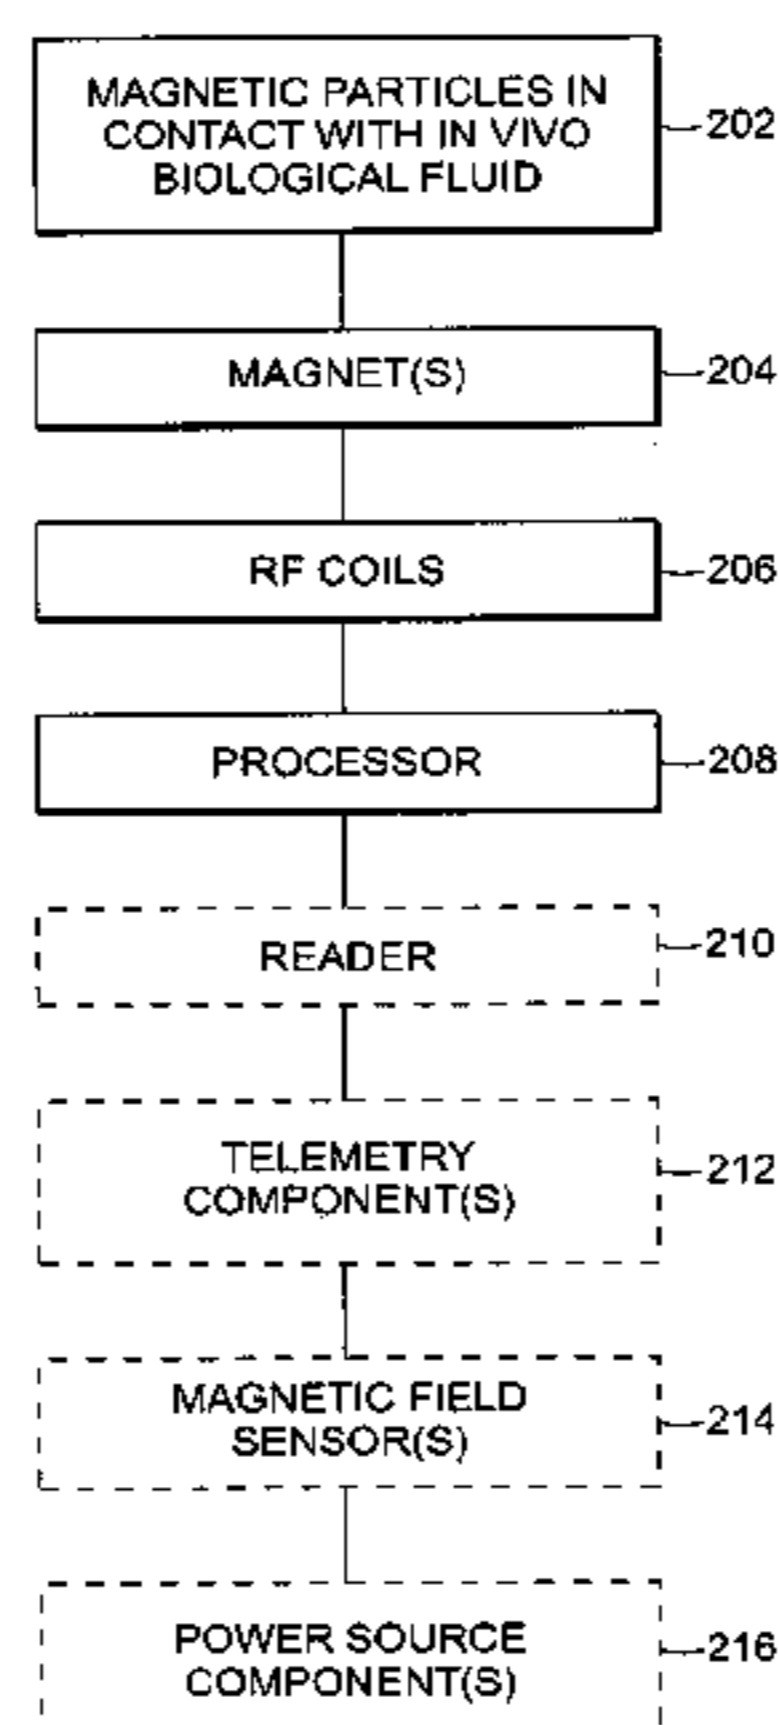 MAGNETIC PARTICLES IN
CONTACT WITH IN VIVO
BIOLOGICAL FLUID
202
MAGNET(S)
204
RF COILS
206
PROCESSOR
208
READER
210
TELEMETRY
COMPONENT(S)
212
MAGNETIC FIELD
SENSOR(S)
214
POWER SOURCE
COMPONENT(S)
216